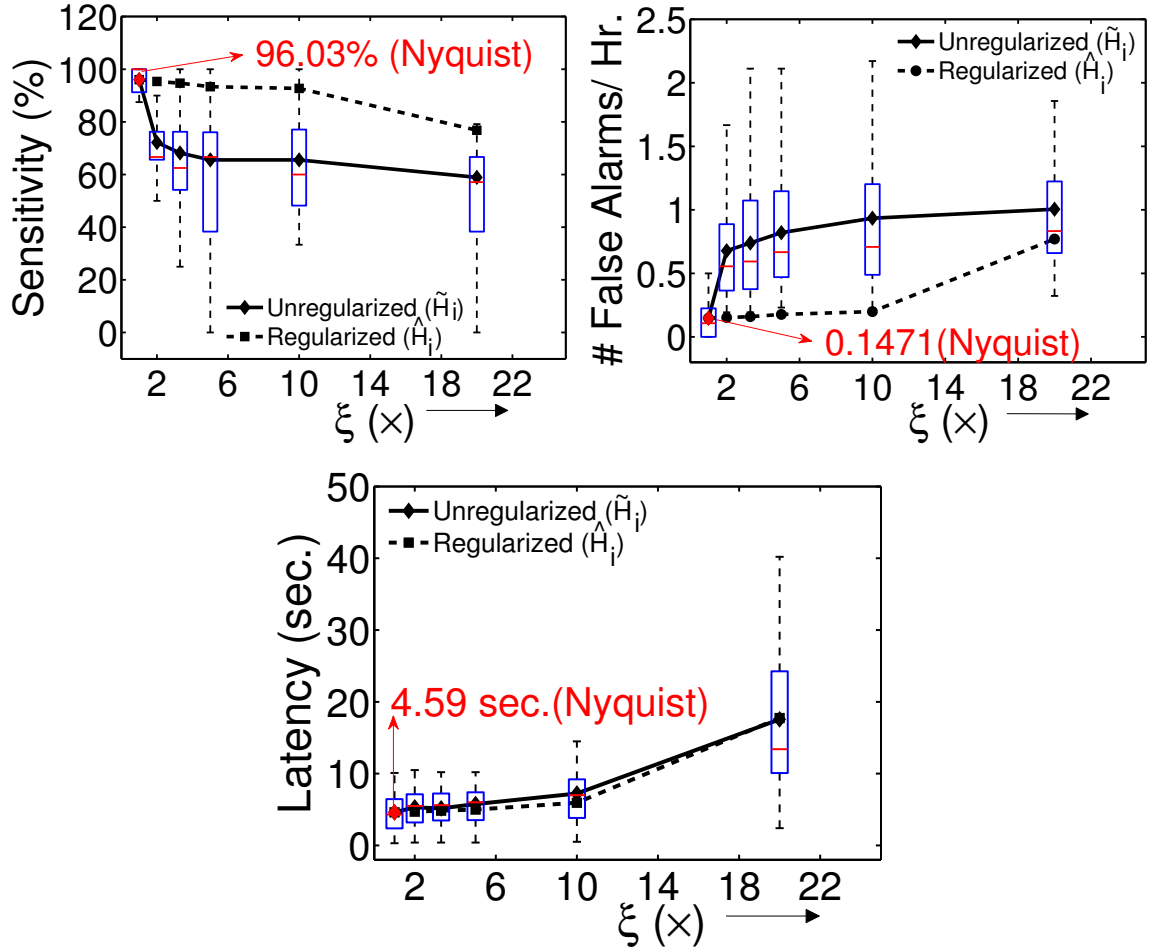 Sensitivity (%)
120
100
80
60
40
20
0
96.03% (Nyquist)
Unregularized (H̃i)
Regularized (Ĥi)
2 6 10 14 18 22
ξ (×)
# False Alarms/ Hr.
2.5
2
1.5
1
0.5
0
Unregularized (H̃i)
Regularized (Ĥi)
0.1471(Nyquist)
2 6 10 14 18 22
ξ (×)
Latency (sec.)
50
40
30
20
10
0
Unregularized (H̃i)
Regularized (Ĥi)
4.59 sec.(Nyquist)
2 6 10 14 18 22
ξ (×)